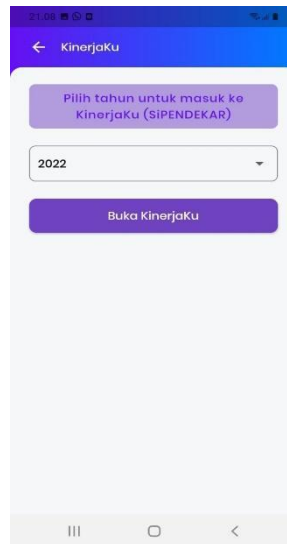 21.08
KinerjaKu
Pilih tahun untuk masuk ke
KinerjaKu (SiPENDEKAR)
2022
Buka KinerjaKu